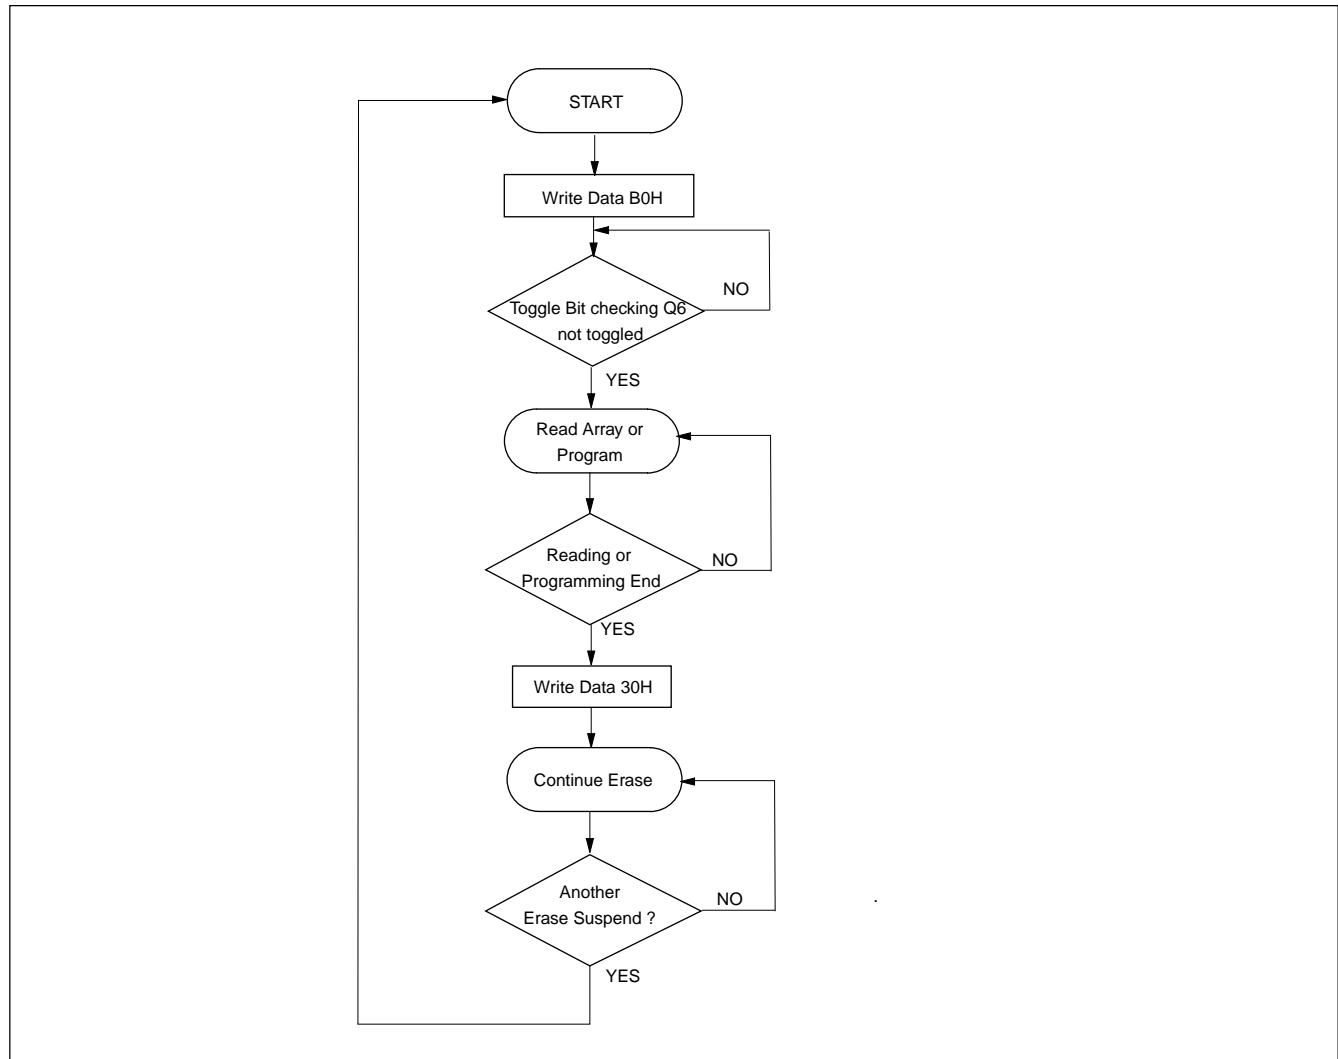 START
Write Data B0H
NO
Toggle Bit checking Q6
not toggled
YES
Read Array or
Program
Reading or
NO
Programming End
YES
Write Data 30H
Continue Erase
Another
NO
Erase Suspend ?
.
YES